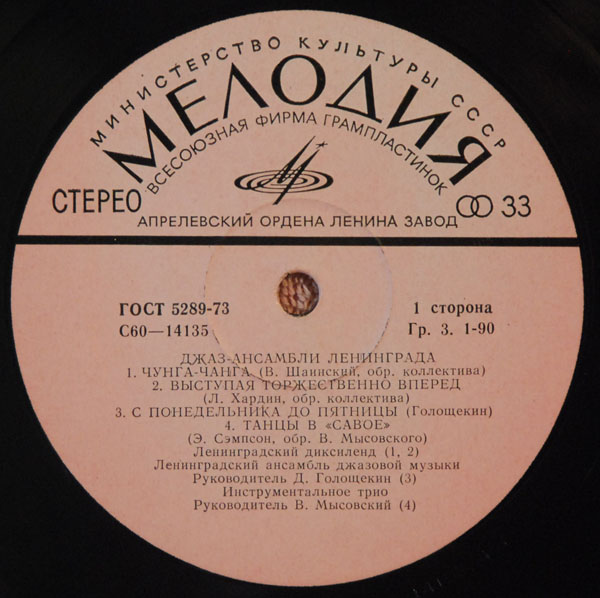 МИНИСТЕРСТВО КУЛЬТУРЫ СССР
МЕЛОДИЯ
ВСЕСОЮЗНАЯ ФИРМА ГРАМПЛАСТИНОК
СТЕРЕО
33
АПРЕЛЕВСКИЙ ОРДЕНА ЛЕНИНА ЗАВОД
ГОСТ 5289-73
1 сторона
С60—14135
Гр. 3. 1-90
ДЖАЗ-АНСАМБЛИ ЛЕНИНГРАДА
1. ЧУНГА-ЧАНГА (В. Шаинский, обр. коллектива)
2. ВЫСТУПАЯ ТОРЖЕСТВЕННО ВПЕРЕД
(Л. Хардин, обр. коллектива)
3. С ПОНЕДЕЛЬНИКА ДО ПЯТНИЦЫ (Голощекин)
4. ТАНЦЫ В «САВОЕ»
(Э. Сэмпсон, обр. В. Мысовского)
Ленинградский диксиленд (1, 2)
Ленинградский ансамбль джазовой музыки
Руководитель Д. Голощекин (3)
Инструментальное трио
Руководитель В. Мысовский (4)